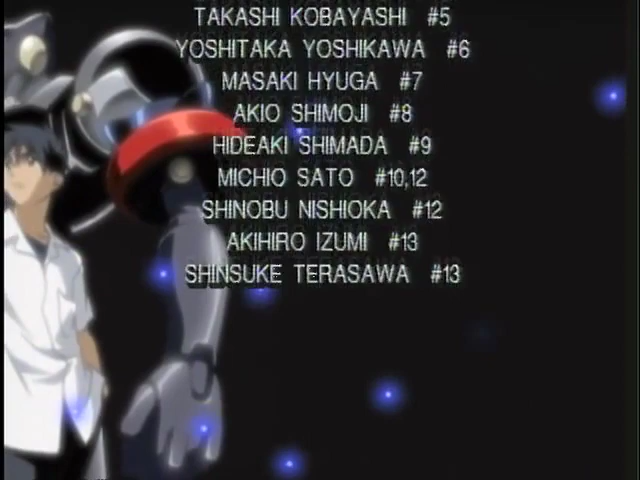 TAKASHI KOBAYASHI #5
YOSHITAKA YOSHIKAWA #6
MASAKI HYUGA #7
AKIO SHIMOJI #8
HIDEAKI SHIMADA #9
MICHIO SATO #10,12
SHINOBU NISHIOKA #12
AKIHIRO IZUMI #13
SHINSUKE TERASAWA #13